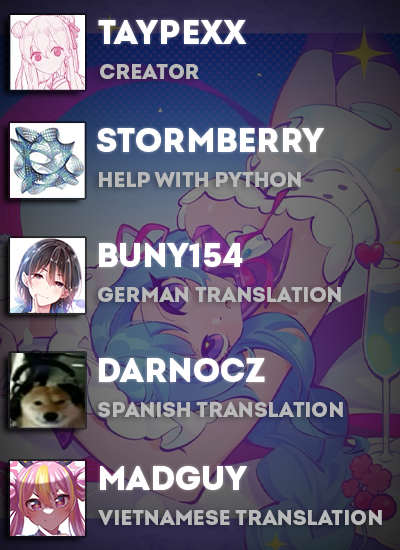 TAYPEXX
CREATOR
STORMBERRY
HELP WITH PYTHON
BUNY154
GERMAN TRANSLATION
DARNOCZ
SPANISH TRANSLATION
MADGUY
VIETNAMESE TRANSLATION